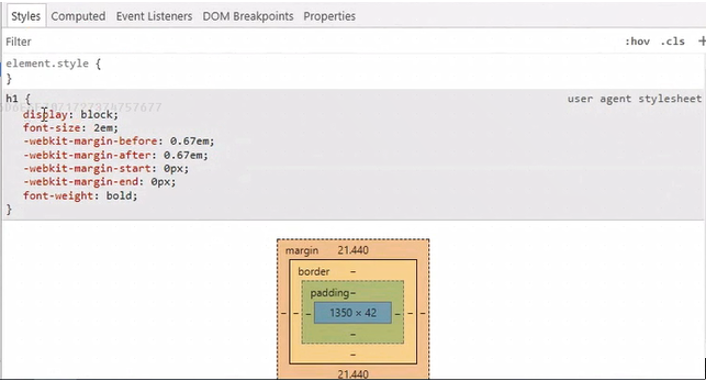 Styles Computed Event Listeners DOM Breakpoints Properties
Filter :hov .cls +
element.style {
}
h1 { user agent stylesheet
display: block;
font-size: 2em;
-webkit-margin-before: 0.67em;
-webkit-margin-after: 0.67em;
-webkit-margin-start: 0px;
-webkit-margin-end: 0px;
font-weight: bold;
}
margin 21.440
border –
padding –
– – – 1350 × 42 – – –
–
–
21.440